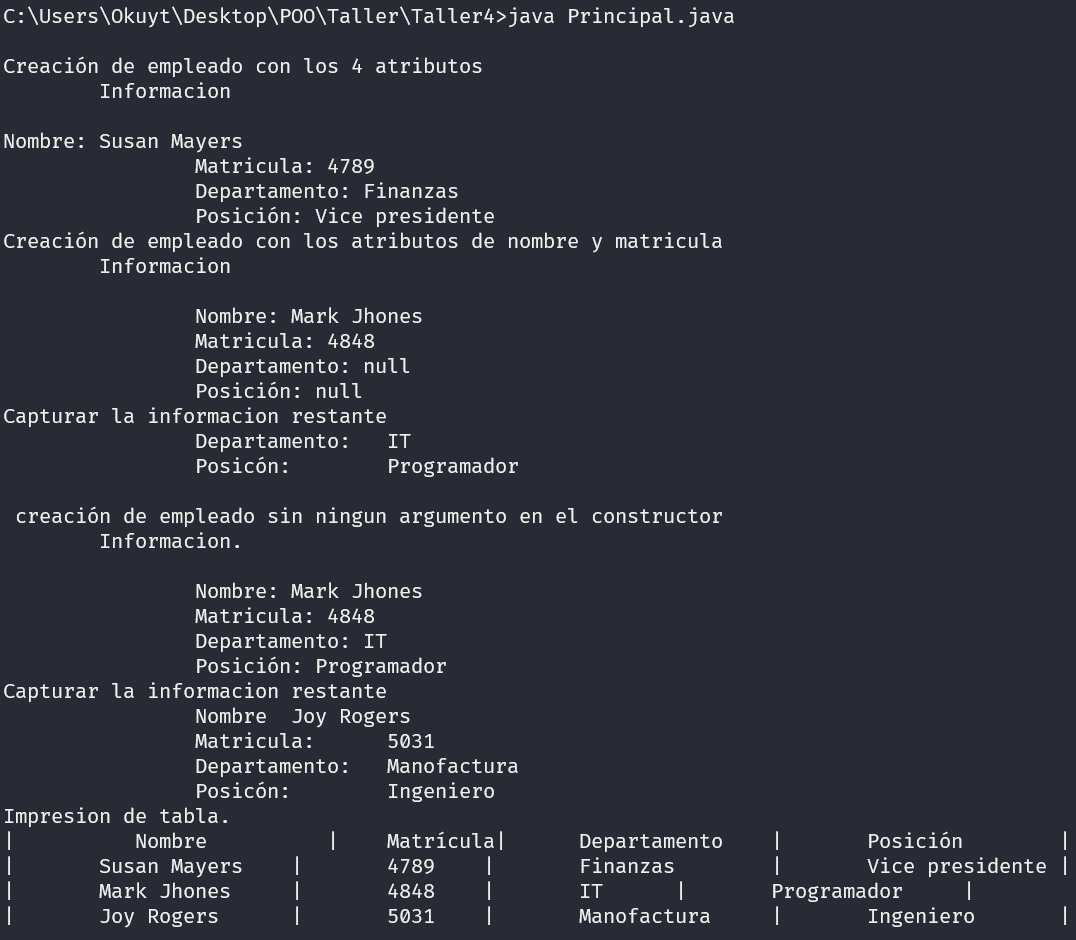 C:\Users\Okuyt\Desktop\POO\Taller\Taller4>java Principal.java
Creación de empleado con los 4 atributos
Informacion
Nombre: Susan Mayers
Matricula: 4789
Departamento: Finanzas
Posición: Vice presidente
Creación de empleado con los atributos de nombre y matricula
Informacion
Nombre: Mark Jhones
Matricula: 4848
Departamento: null
Posición: null
Capturar la informacion restante
Departamento: IT
Posicón: Programador
creación de empleado sin ningun argumento en el constructor
Informacion.
Nombre: Mark Jhones
Matricula: 4848
Departamento: IT
Posición: Programador
Capturar la informacion restante
Nombre Joy Rogers
Matricula: 5031
Departamento: Manofactura
Posicón: Ingeniero
Impresion de tabla.
| Nombre | Matrícula| Departamento | Posición |
| Susan Mayers | 4789 | Finanzas | Vice presidente |
| Mark Jhones | 4848 | IT | Programador |
| Joy Rogers | 5031 | Manofactura | Ingeniero |